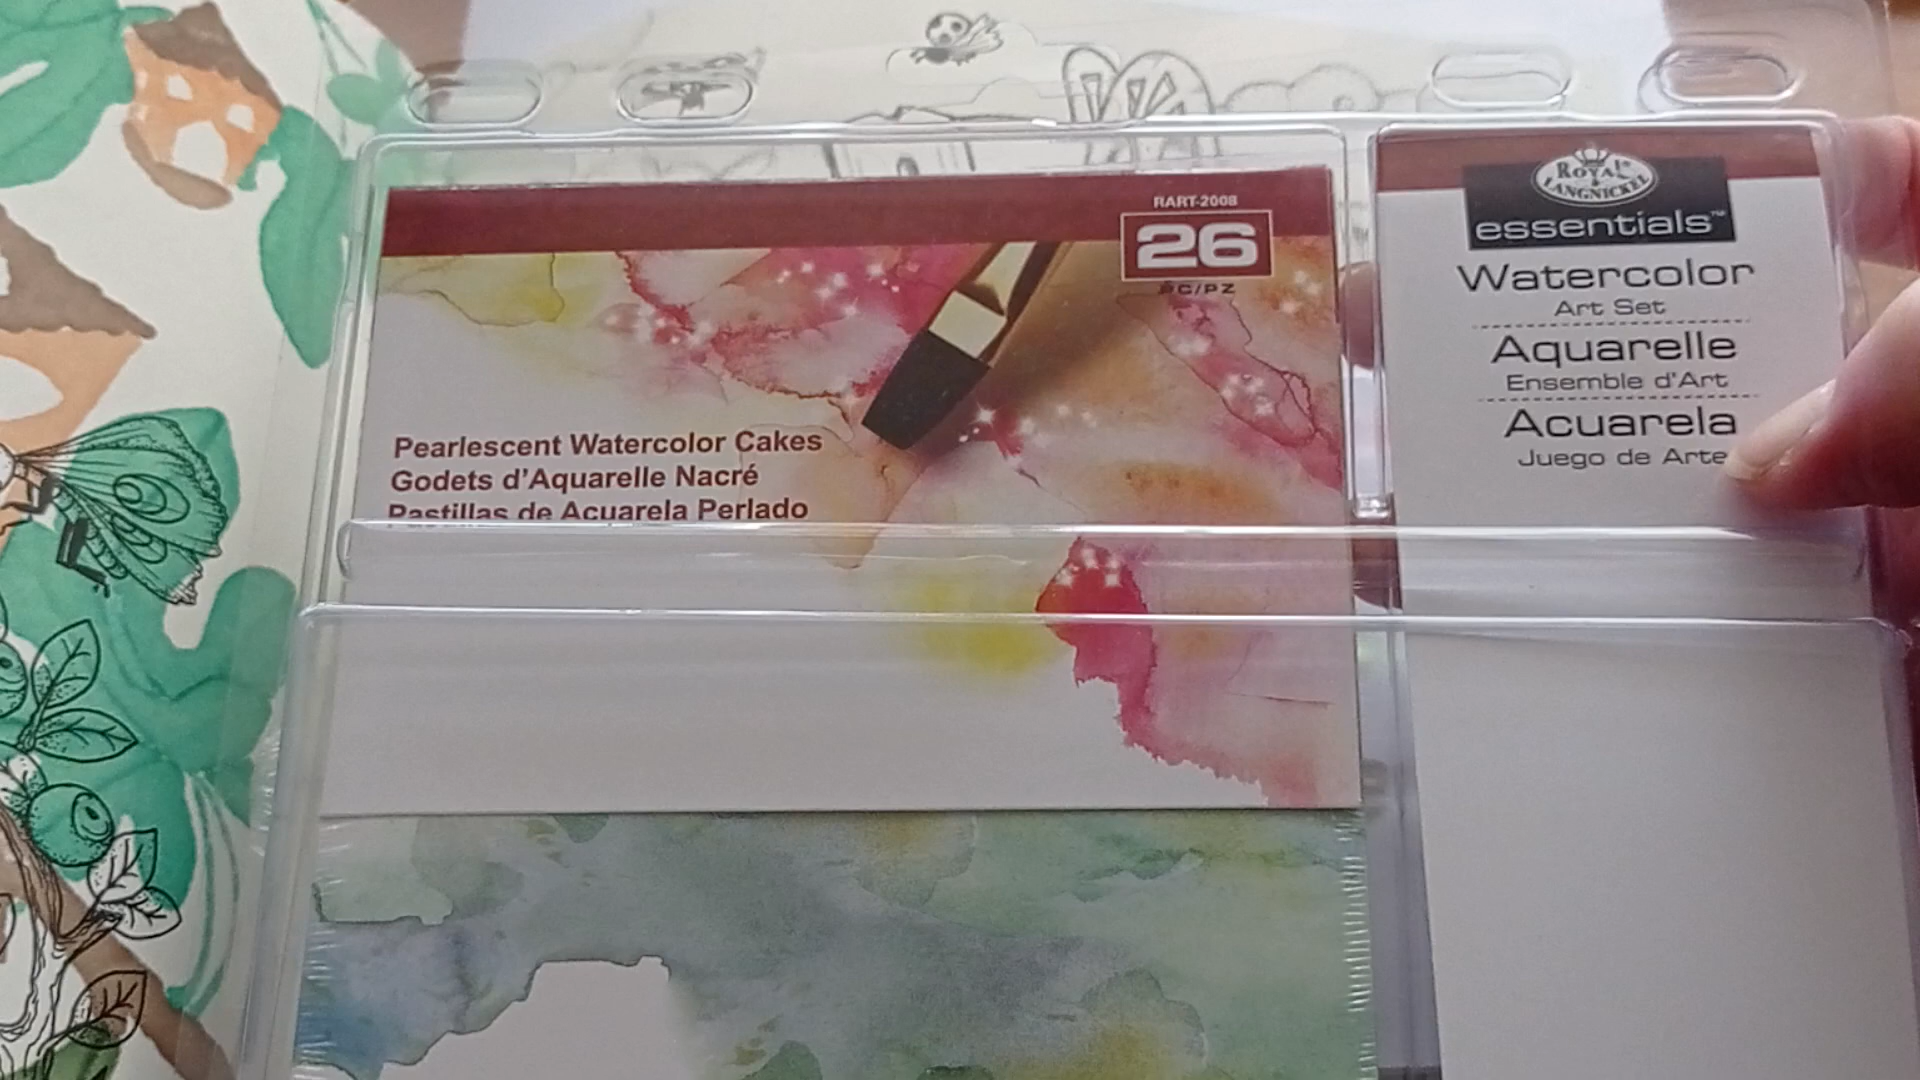 RART-2008
26
PC/PZ
Pearlescent Watercolor Cakes
Godets d'Aquarelle Nacré
Pastillas de Acuarela Perlado
ROYAL &
LANGNICKEL
essentials™
Watercolor
Art Set
Aquarelle
Ensemble d'Art
Acuarela
Juego de Arte